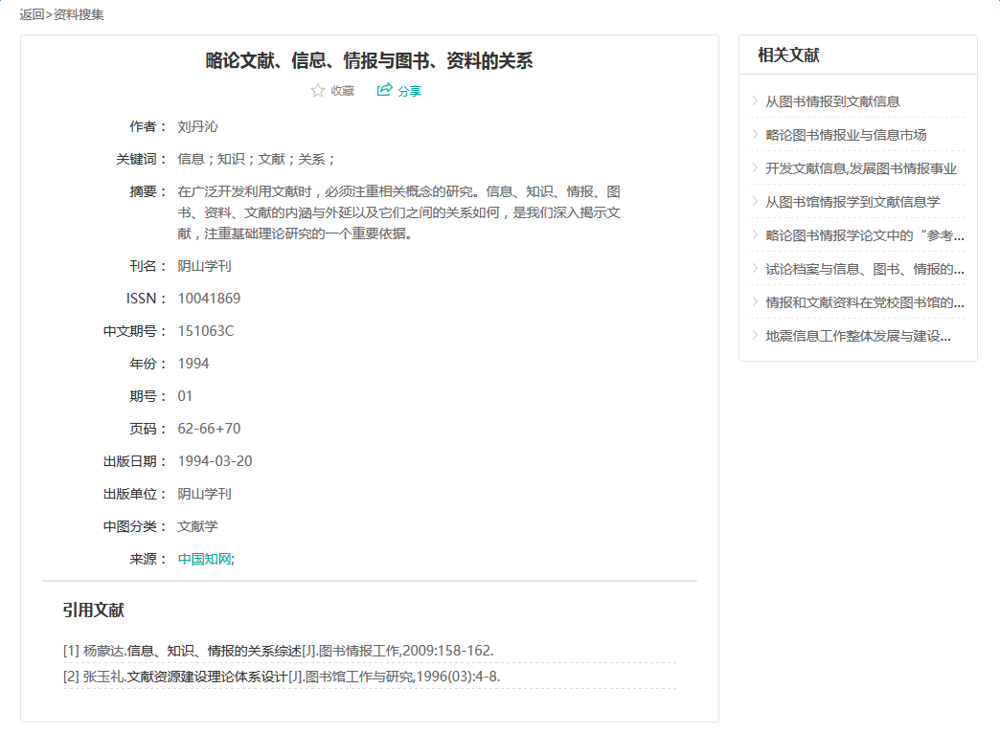 返回>资料搜集
略论文献、信息、情报与图书、资料的关系
收藏 分享
作者： 刘丹沁
关键词： 信息；知识；文献；关系；
摘要： 在广泛开发利用文献时，必须注重相关概念的研究。信息、知识、情报、图
书、资料、文献的内涵与外延以及它们之间的关系如何，是我们深入揭示文
献，注重基础理论研究的一个重要依据。
刊名： 阴山学刊
ISSN： 10041869
中文期号： 151063C
年份： 1994
期号： 01
页码： 62-66+70
出版日期： 1994-03-20
出版单位： 阴山学刊
中图分类： 文献学
来源： 中国知网;
引用文献
[1] 杨蒙达.信息、知识、情报的关系综述[J].图书情报工作,2009:158-162.
[2] 张玉礼.文献资源建设理论体系设计[J].图书馆工作与研究,1996(03):4-8.
相关文献
从图书情报到文献信息
略论图书情报业与信息市场
开发文献信息,发展图书情报事业
从图书馆情报学到文献信息学
略论图书情报学论文中的“参考...
试论档案与信息、图书、情报的...
情报和文献资料在党校图书馆的...
地震信息工作整体发展与建设...